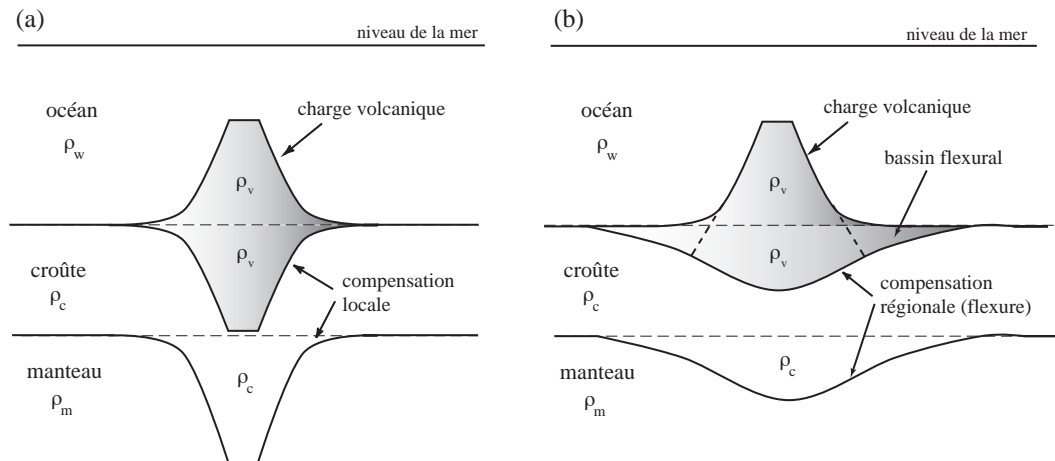 (a)
niveau de la mer
océan
ρw
charge volcanique
ρv
ρv
croûte
ρc
compensation
locale
manteau
ρm
ρc
(b)
niveau de la mer
océan
ρw
charge volcanique
bassin flexural
ρv
ρv
croûte
ρc
compensation
régionale (flexure)
manteau
ρm
ρc